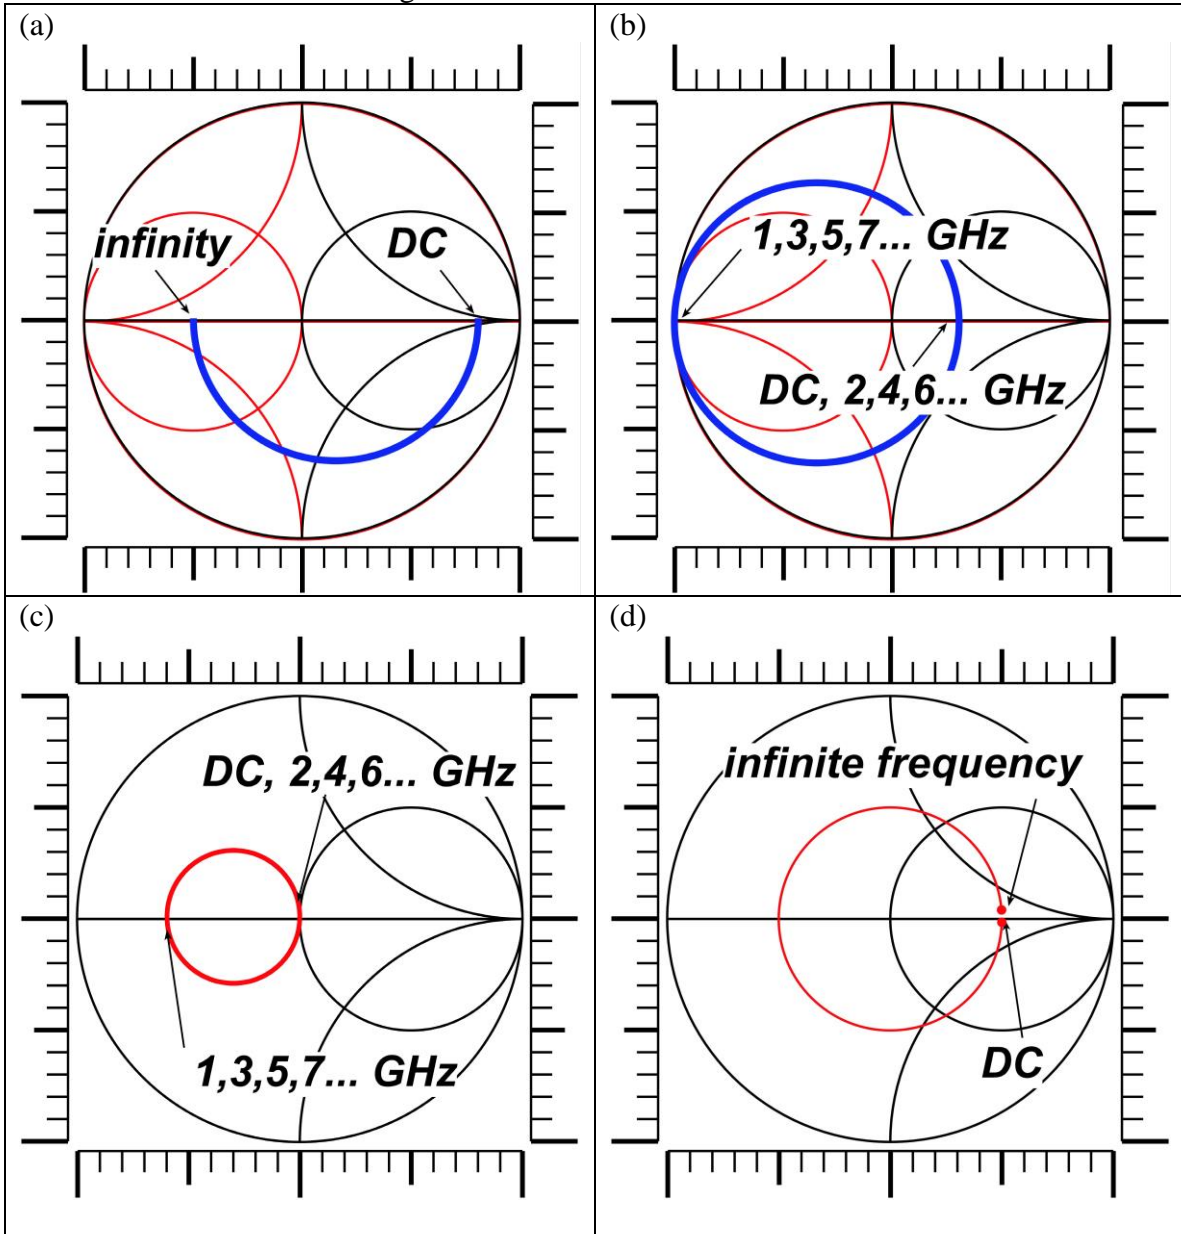 (a)
infinity
DC
(b)
1,3,5,7... GHz
DC, 2,4,6... GHz
(c)
DC, 2,4,6... GHz
1,3,5,7... GHz
(d)
infinite frequency
DC